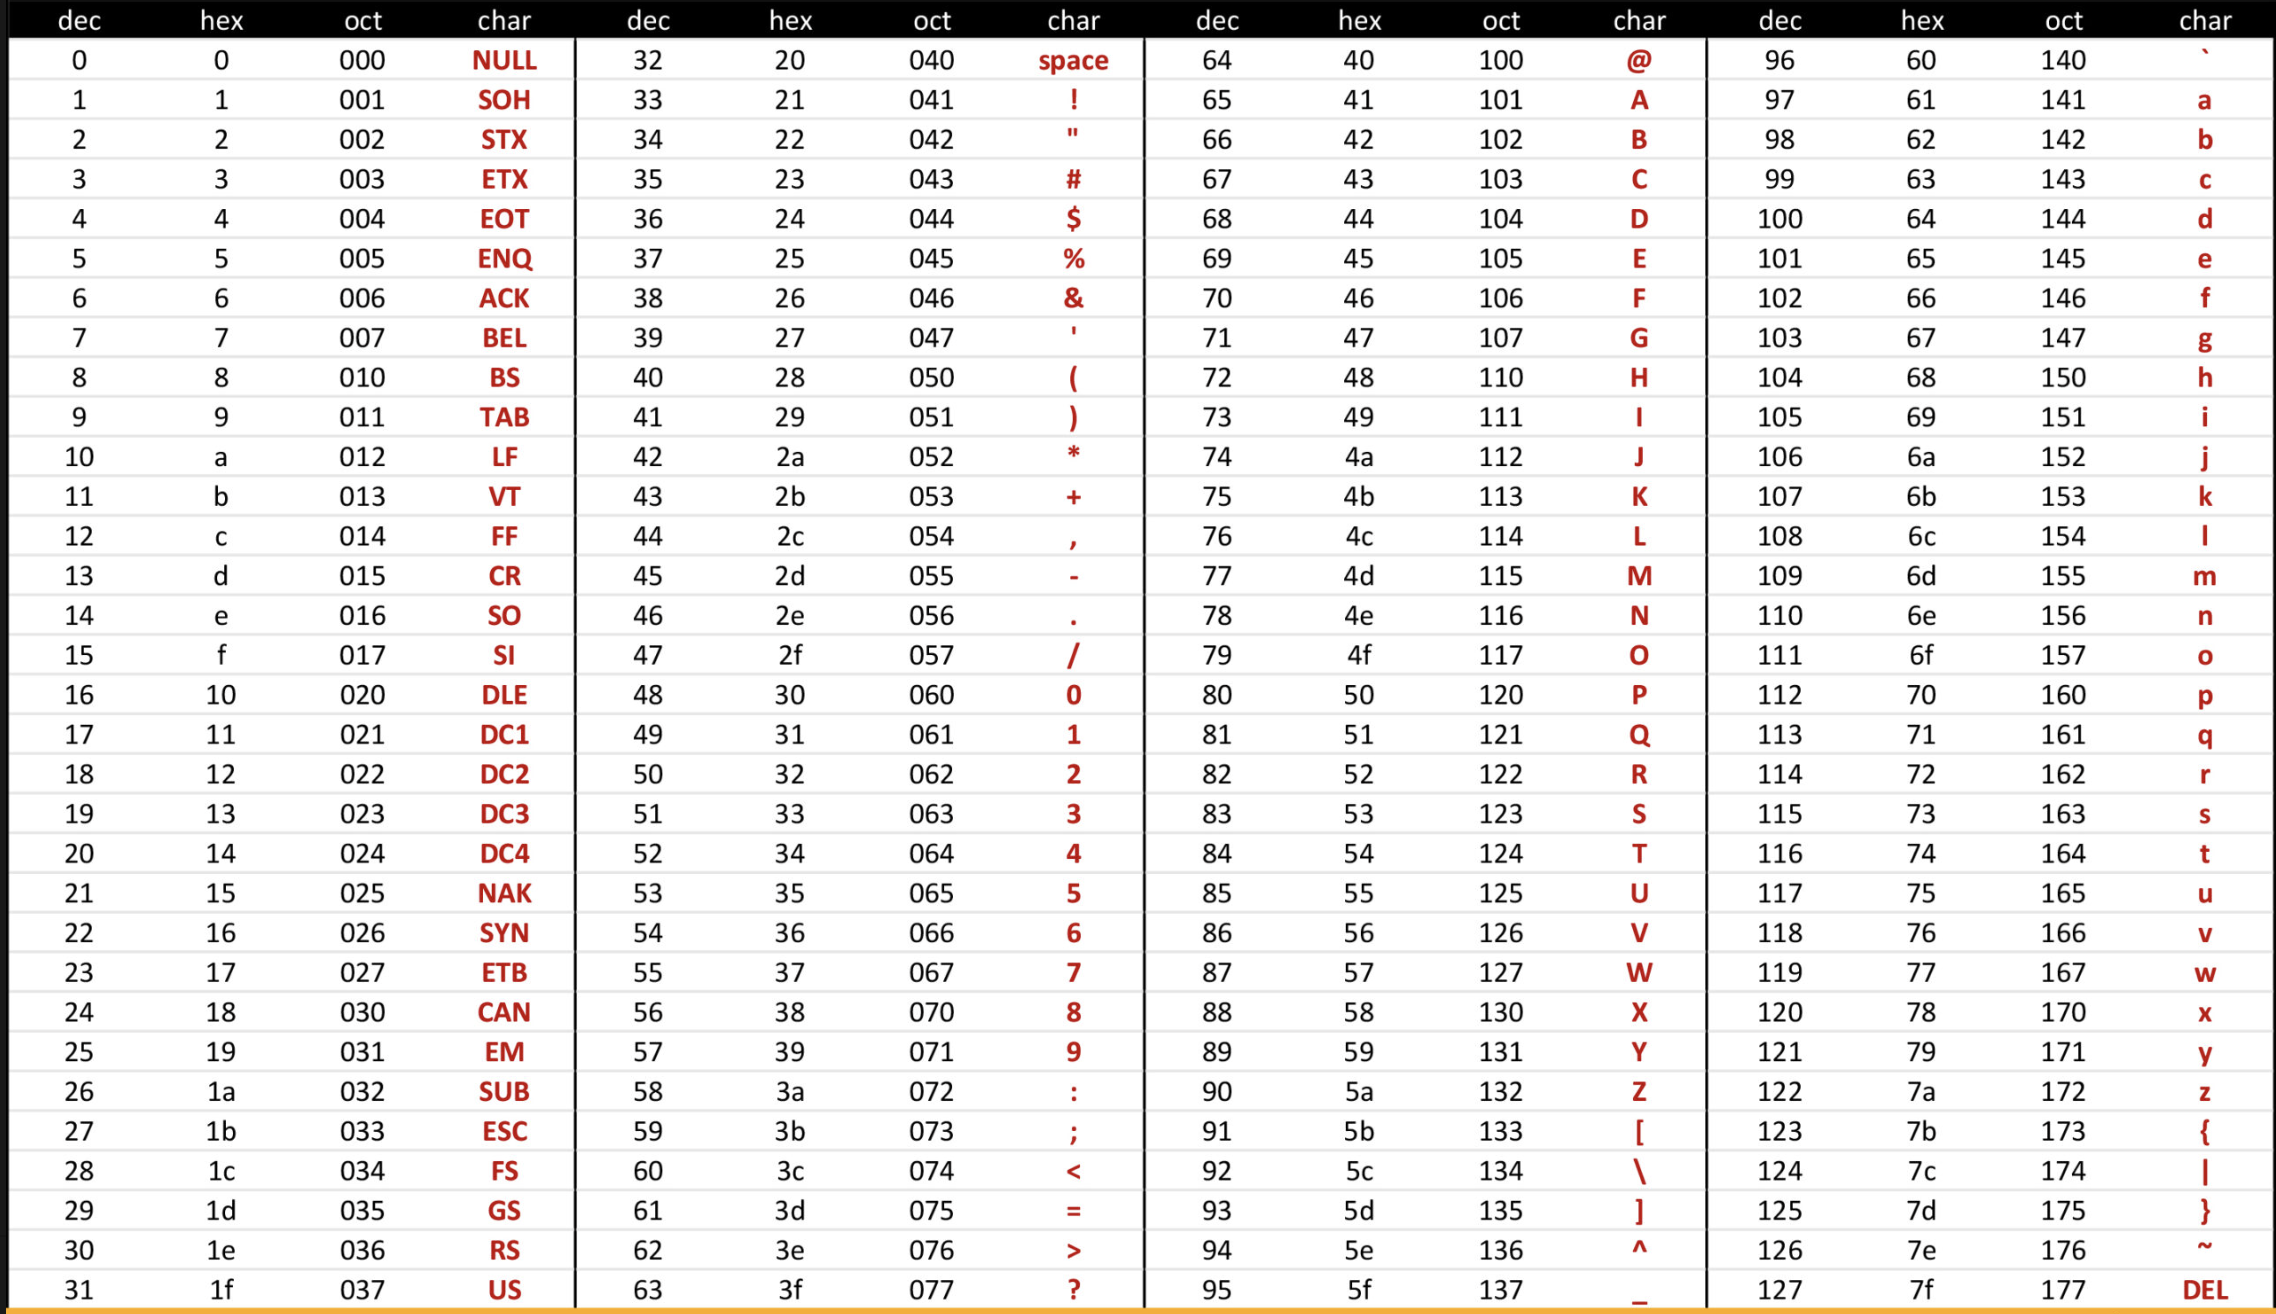 dec hex oct char dec hex oct char dec hex oct char dec hex oct char
0 0 000 NULL 32 20 040 space 64 40 100 @ 96 60 140 `
1 1 001 SOH 33 21 041 ! 65 41 101 A 97 61 141 a
2 2 002 STX 34 22 042 " 66 42 102 B 98 62 142 b
3 3 003 ETX 35 23 043 # 67 43 103 C 99 63 143 c
4 4 004 EOT 36 24 044 $ 68 44 104 D 100 64 144 d
5 5 005 ENQ 37 25 045 % 69 45 105 E 101 65 145 e
6 6 006 ACK 38 26 046 & 70 46 106 F 102 66 146 f
7 7 007 BEL 39 27 047 ' 71 47 107 G 103 67 147 g
8 8 010 BS 40 28 050 ( 72 48 110 H 104 68 150 h
9 9 011 TAB 41 29 051 ) 73 49 111 I 105 69 151 i
10 a 012 LF 42 2a 052 * 74 4a 112 J 106 6a 152 j
11 b 013 VT 43 2b 053 + 75 4b 113 K 107 6b 153 k
12 c 014 FF 44 2c 054 , 76 4c 114 L 108 6c 154 l
13 d 015 CR 45 2d 055 - 77 4d 115 M 109 6d 155 m
14 e 016 SO 46 2e 056 . 78 4e 116 N 110 6e 156 n
15 f 017 SI 47 2f 057 / 79 4f 117 O 111 6f 157 o
16 10 020 DLE 48 30 060 0 80 50 120 P 112 70 160 p
17 11 021 DC1 49 31 061 1 81 51 121 Q 113 71 161 q
18 12 022 DC2 50 32 062 2 82 52 122 R 114 72 162 r
19 13 023 DC3 51 33 063 3 83 53 123 S 115 73 163 s
20 14 024 DC4 52 34 064 4 84 54 124 T 116 74 164 t
21 15 025 NAK 53 35 065 5 85 55 125 U 117 75 165 u
22 16 026 SYN 54 36 066 6 86 56 126 V 118 76 166 v
23 17 027 ETB 55 37 067 7 87 57 127 W 119 77 167 w
24 18 030 CAN 56 38 070 8 88 58 130 X 120 78 170 x
25 19 031 EM 57 39 071 9 89 59 131 Y 121 79 171 y
26 1a 032 SUB 58 3a 072 : 90 5a 132 Z 122 7a 172 z
27 1b 033 ESC 59 3b 073 ; 91 5b 133 [ 123 7b 173 {
28 1c 034 FS 60 3c 074 < 92 5c 134 \ 124 7c 174 |
29 1d 035 GS 61 3d 075 = 93 5d 135 ] 125 7d 175 }
30 1e 036 RS 62 3e 076 > 94 5e 136 ^ 126 7e 176 ~
31 1f 037 US 63 3f 077 ? 95 5f 137 _ 127 7f 177 DEL